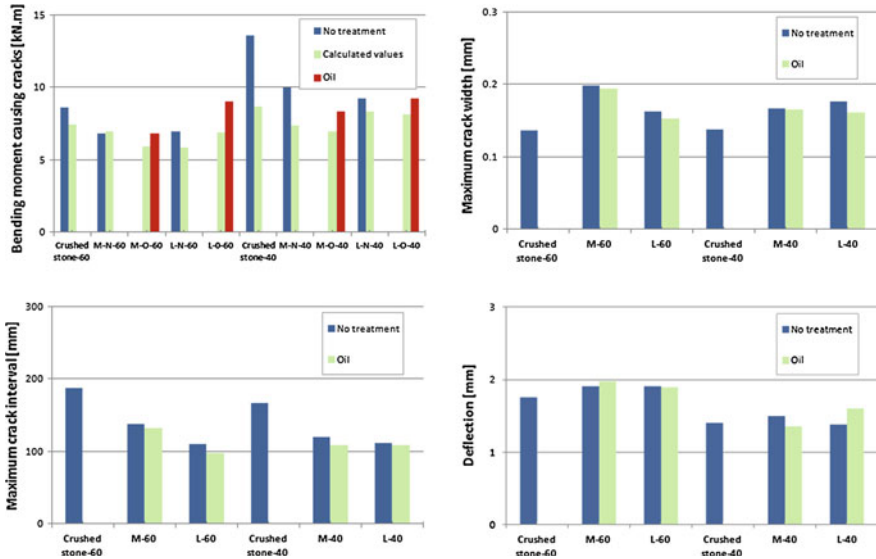 Bending moment causing cracks [kN.m]
15
10
5
0
No treatment
Calculated values
Oil
Crushed stone-60
M-N-60
M-O-60
L-N-60
L-O-60
Crushed stone-40
M-N-40
M-O-40
L-N-40
L-O-40
Maximum crack width [mm]
0.3
0.2
0.1
0
No treatment
Oil
Crushed stone-60
M-60
L-60
Crushed stone-40
M-40
L-40
Maximum crack interval [mm]
300
200
100
0
No treatment
Oil
Crushed stone-60
M-60
L-60
Crushed stone-40
M-40
L-40
Deflection [mm]
3
2
1
0
No treatment
Oil
Crushed stone-60
M-60
L-60
Crushed stone-40
M-40
L-40